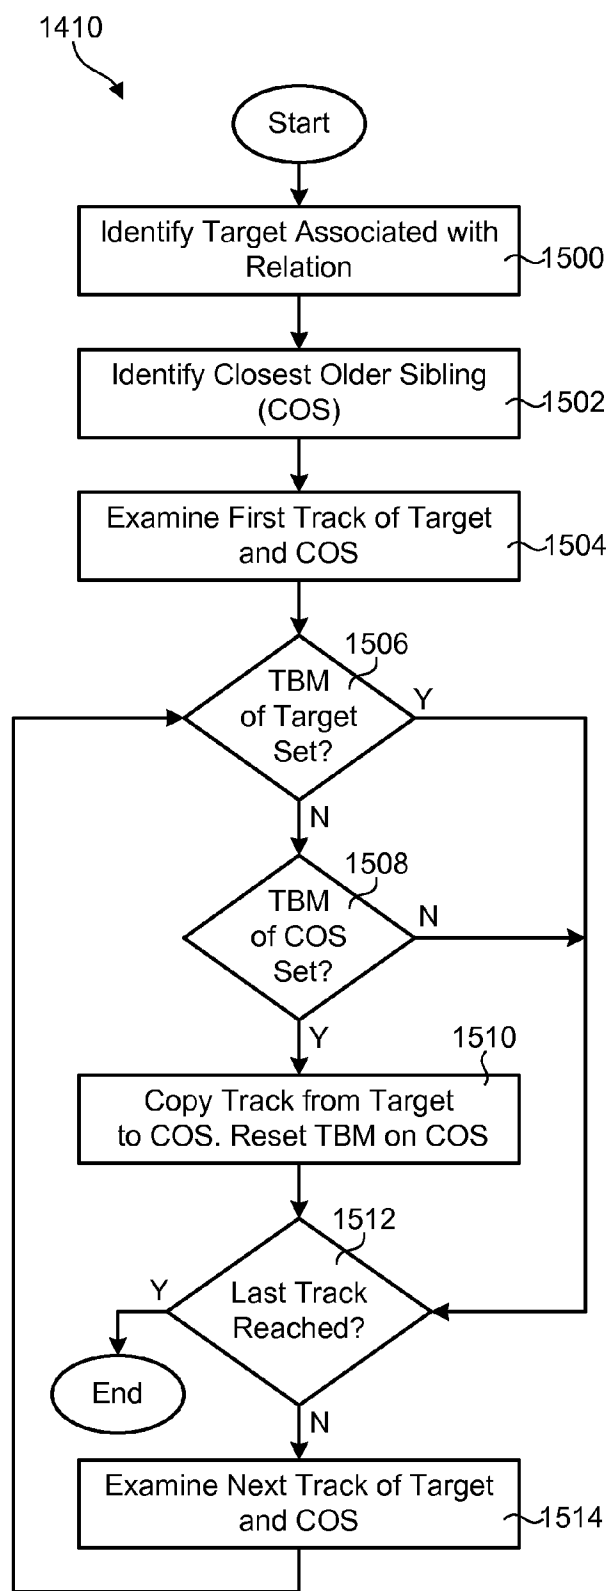 1410
Start
Identify Target Associated with
Relation
1500
Identify Closest Older Sibling
(COS)
1502
Examine First Track of Target
and COS
1504
1506
TBM
of Target
Set?
Y
N
1508
TBM
of COS
Set?
N
Y
1510
Copy Track from Target
to COS. Reset TBM on COS
1512
Last Track
Reached?
Y
End
N
Examine Next Track of Target
and COS
1514